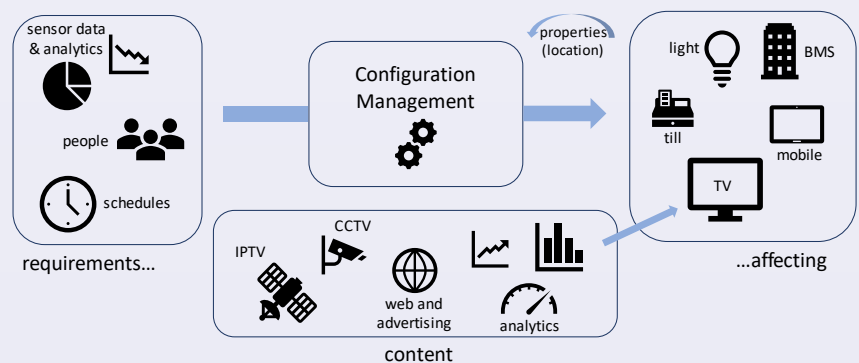 sensor data
& analytics
people
schedules
requirements...
Configuration
Management
properties
(location)
light
BMS
till
mobile
TV
...affecting
IPTV
CCTV
web and
advertising
analytics
content